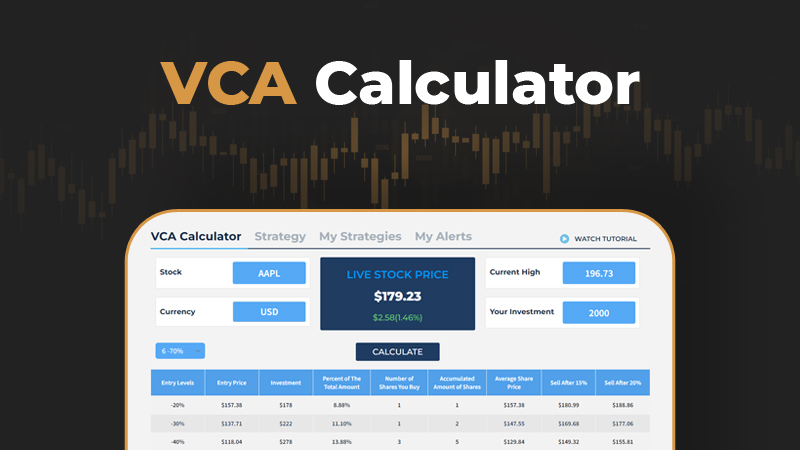 VCA Calculator
VCA Calculator Strategy My Strategies My Alerts WATCH TUTORIAL
Stock AAPL
Currency USD
LIVE STOCK PRICE
$179.23
$2.58(1.46%)
Current High 196.73
Your Investment 2000
6 -70%
CALCULATE
Entry Levels Entry Price Investment Percent of The Total Amount Number of Shares You Buy Accumulated Amount of Shares Average Share Price Sell After 15% Sell After 20%
-20% $157.38 $178 8.88% 1 1 $157.38 $180.99 $188.86
-30% $137.71 $222 11.10% 1 2 $147.55 $169.68 $177.06
-40% $118.04 $278 13.88% 3 5 $129.84 $149.32 $155.81